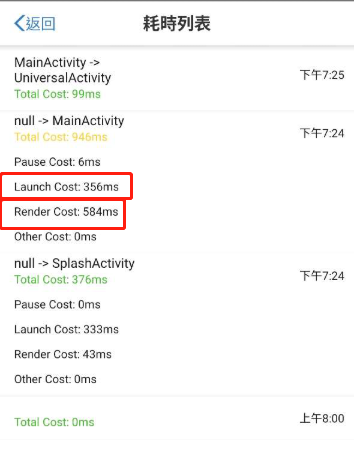 返回
耗時列表
MainActivity ->
UniversalActivity
下午7:25
Total Cost: 99ms
null -> MainActivity
下午7:24
Total Cost: 946ms
Pause Cost: 6ms
Launch Cost: 356ms
Render Cost: 584ms
Other Cost: 0ms
null -> SplashActivity
下午7:24
Total Cost: 376ms
Pause Cost: 0ms
Launch Cost: 333ms
Render Cost: 43ms
Other Cost: 0ms
上午8:00
Total Cost: 0ms